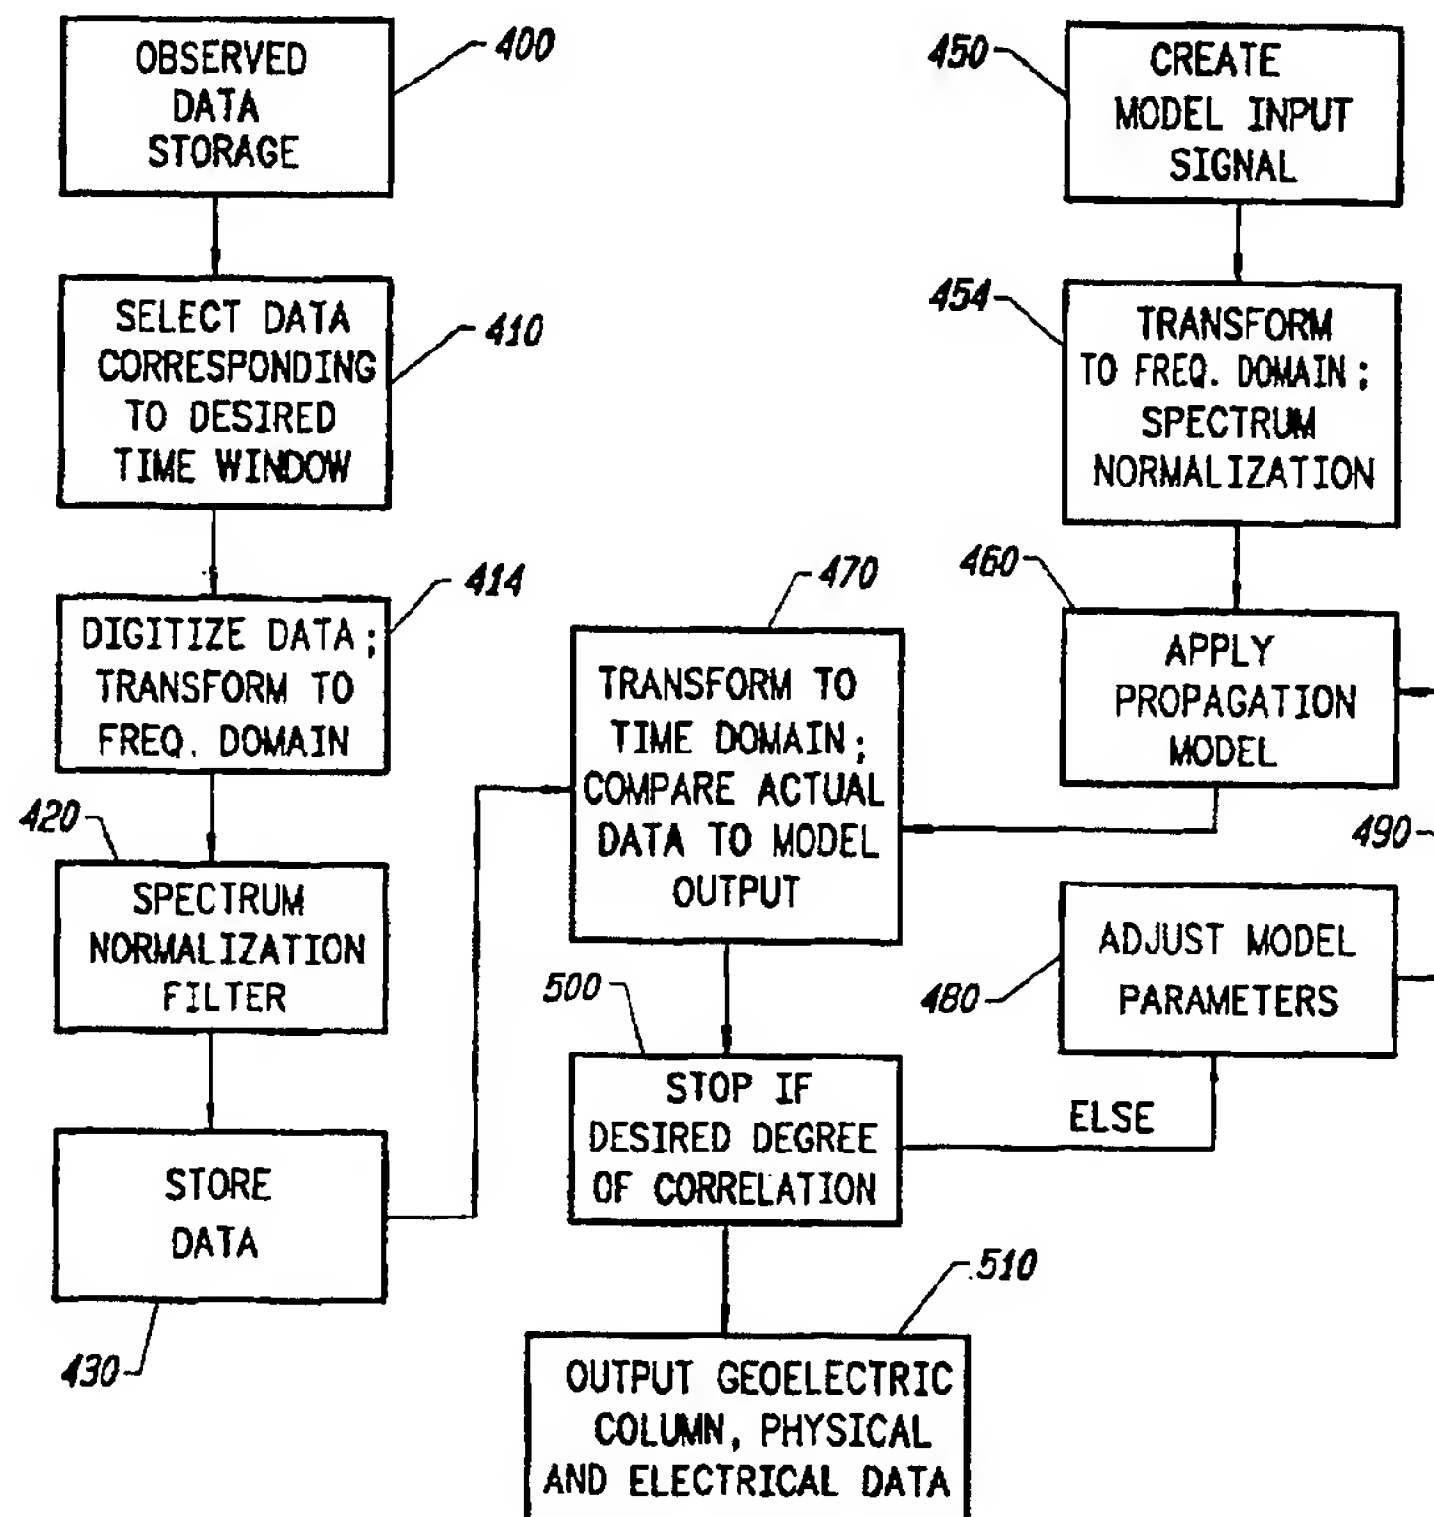 OBSERVED
DATA
STORAGE
400
SELECT DATA
CORRESPONDING
TO DESIRED
TIME WINDOW
410
DIGITIZE DATA;
TRANSFORM TO
FREQ. DOMAIN
414
420
SPECTRUM
NORMALIZATION
FILTER
STORE
DATA
430
470
TRANSFORM TO
TIME DOMAIN;
COMPARE ACTUAL
DATA TO MODEL
OUTPUT
500
STOP IF
DESIRED DEGREE
OF CORRELATION
ELSE
510
OUTPUT GEOELECTRIC
COLUMN, PHYSICAL
AND ELECTRICAL DATA
450
CREATE
MODEL INPUT
SIGNAL
454
TRANSFORM
TO FREQ. DOMAIN;
SPECTRUM
NORMALIZATION
460
APPLY
PROPAGATION
MODEL
490
ADJUST MODEL
PARAMETERS
480